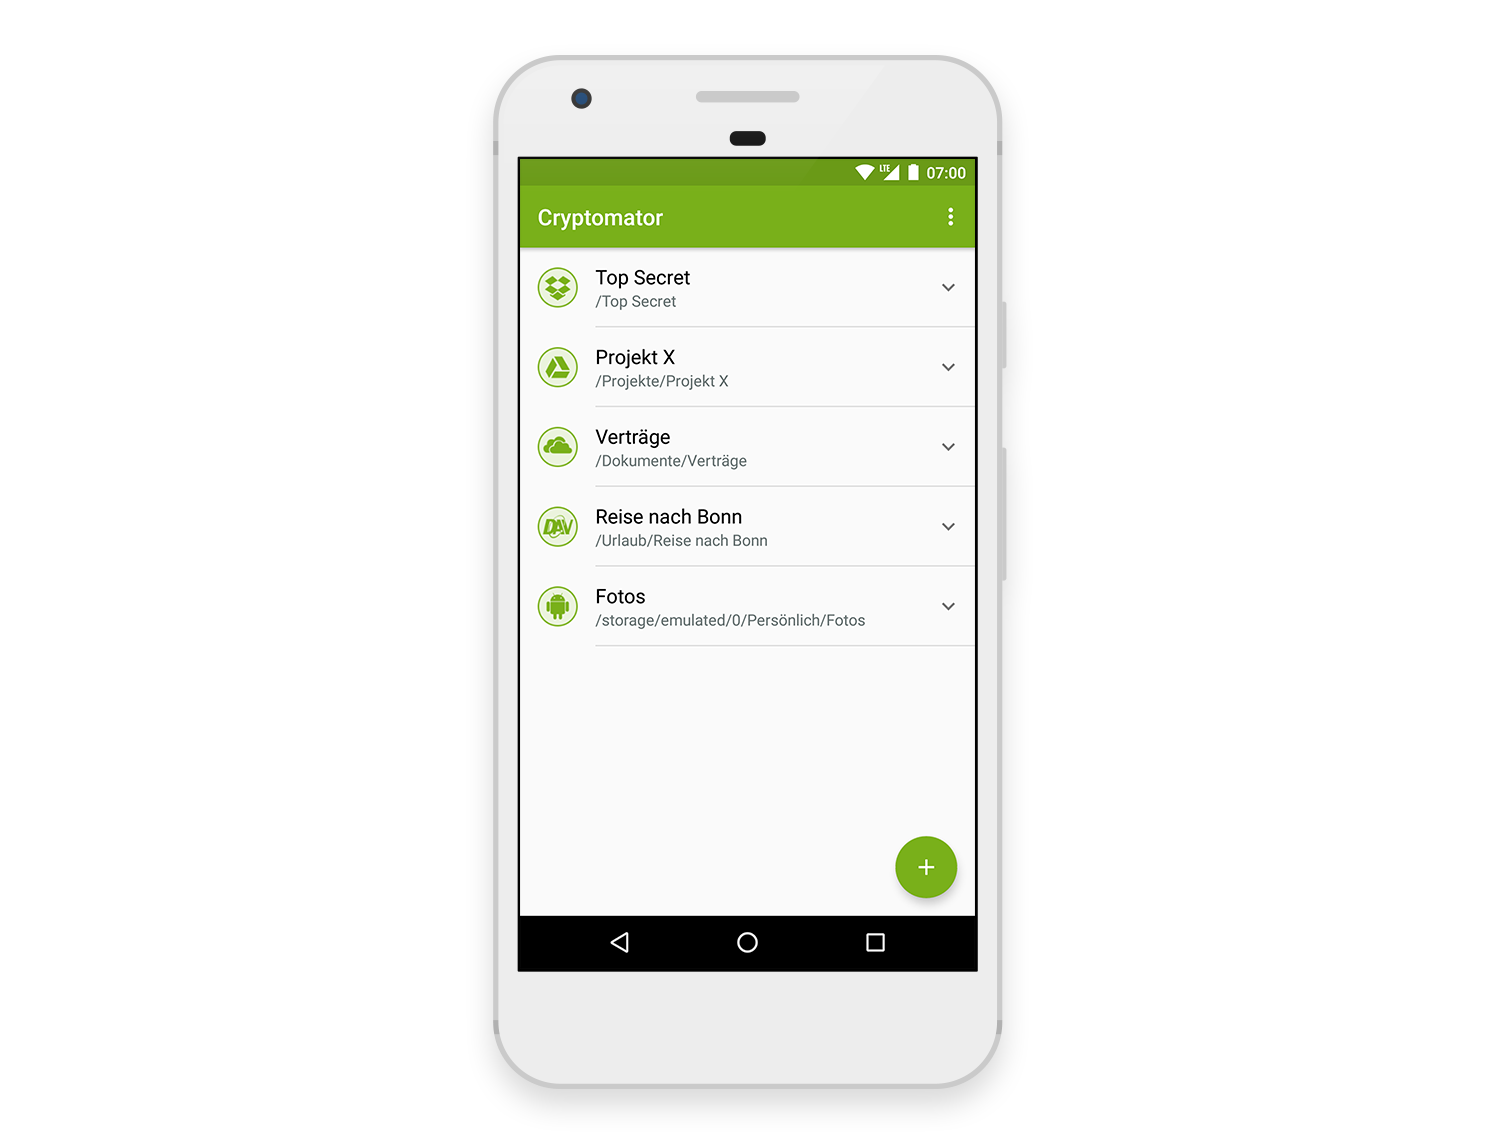 LTE 07:00
Cryptomator
Top Secret
/Top Secret
Projekt X
/Projekte/Projekt X
Verträge
/Dokumente/Verträge
DAV
Reise nach Bonn
/Urlaub/Reise nach Bonn
Fotos
/storage/emulated/0/Persönlich/Fotos